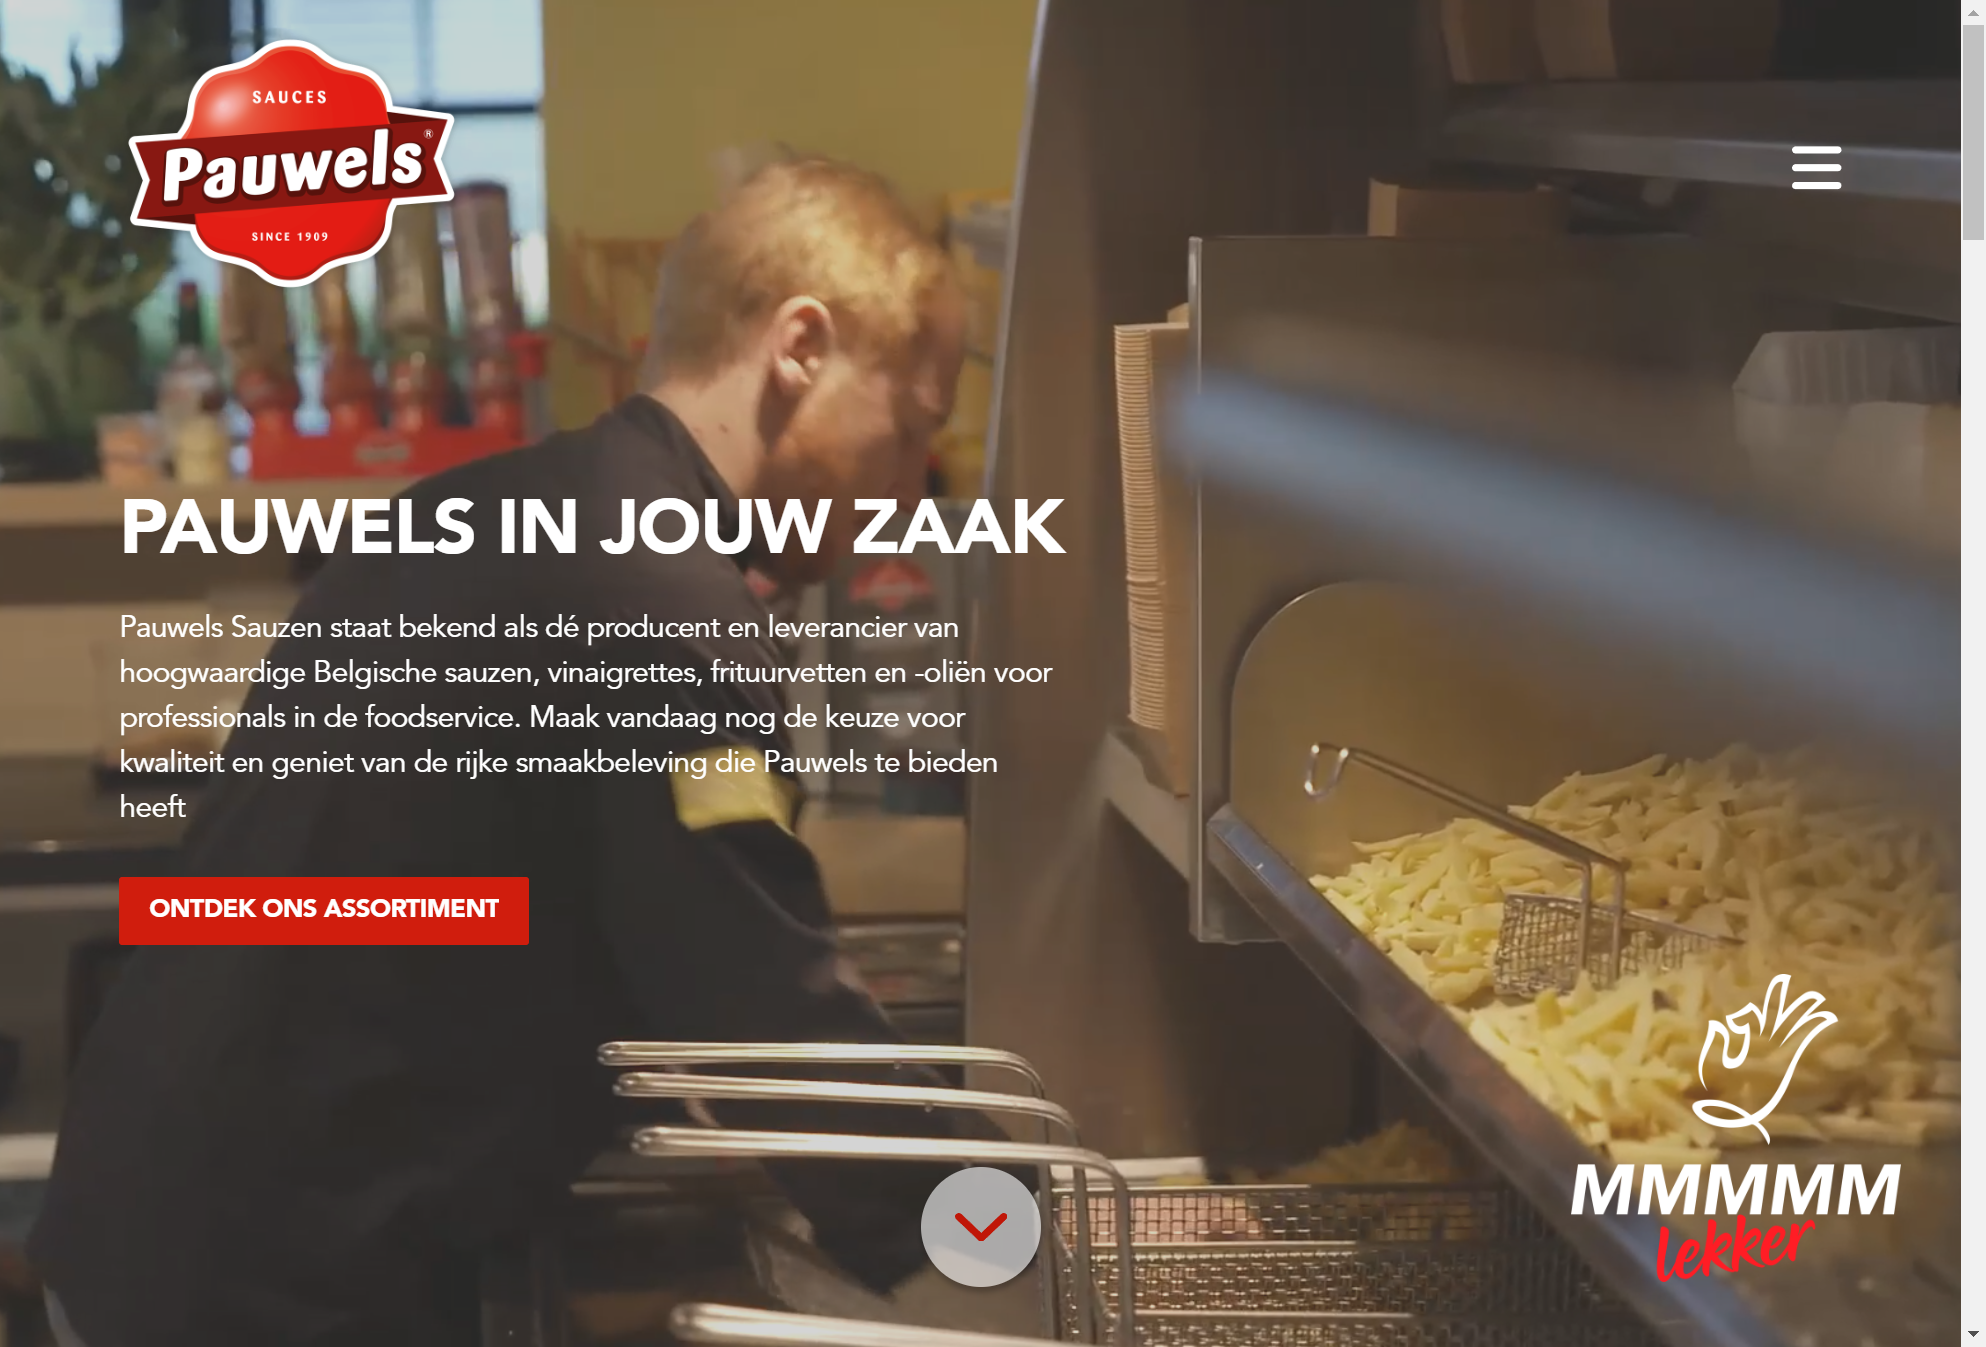 SAUCES
Pauwels®
SINCE 1909
PAUWELS IN JOUW ZAAK
Pauwels Sauzen staat bekend als dé producent en leverancier van
hoogwaardige Belgische sauzen, vinaigrettes, frituurvetten en -oliën voor
professionals in de foodservice. Maak vandaag nog de keuze voor
kwaliteit en geniet van de rijke smaakbeleving die Pauwels te bieden
heeft
ONTDEK ONS ASSORTIMENT
MMMMM
lekker